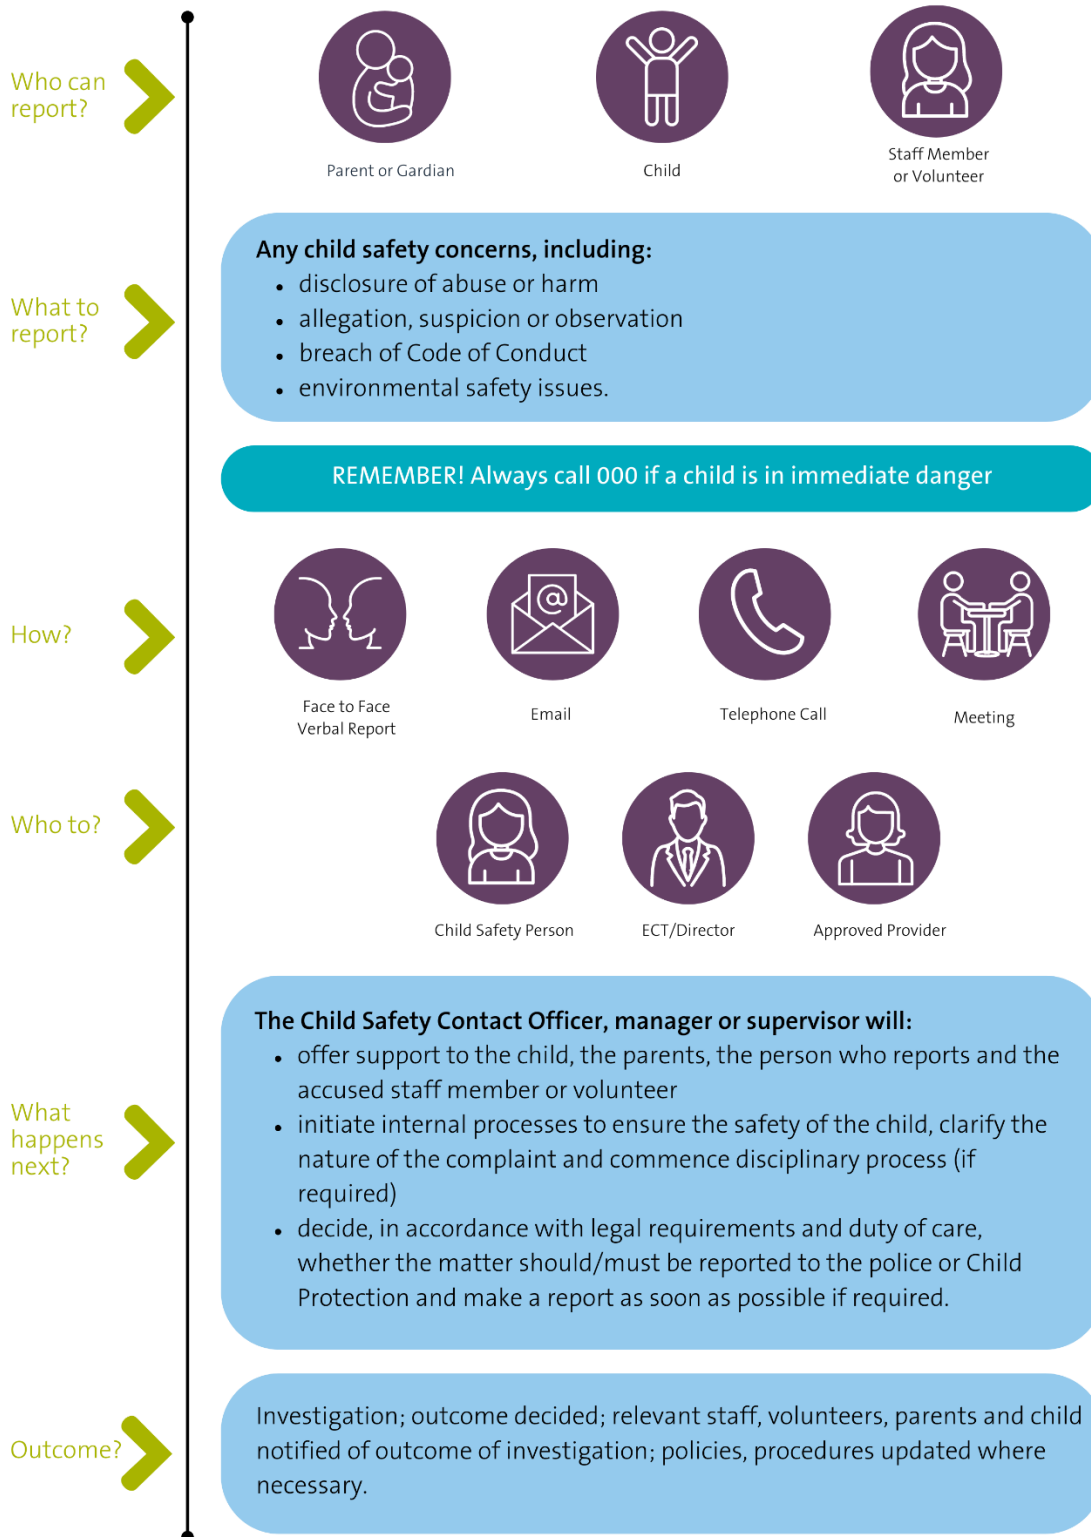 Who can
report?
Parent or Gardian
Child
Staff Member
or Volunteer
What to
report?
Any child safety concerns, including:
• disclosure of abuse or harm
• allegation, suspicion or observation
• breach of Code of Conduct
• environmental safety issues.
REMEMBER! Always call 000 if a child is in immediate danger
How?
@
Face to Face
Verbal Report
Email
Telephone Call
Meeting
Who to?
Child Safety Person
ECT/Director
Approved Provider
What
happens
next?
The Child Safety Contact Officer, manager or supervisor will:
• offer support to the child, the parents, the person who reports and the
accused staff member or volunteer
• initiate internal processes to ensure the safety of the child, clarify the
nature of the complaint and commence disciplinary process (if
required)
• decide, in accordance with legal requirements and duty of care,
whether the matter should/must be reported to the police or Child
Protection and make a report as soon as possible if required.
Outcome?
Investigation; outcome decided; relevant staff, volunteers, parents and child
notified of outcome of investigation; policies, procedures updated where
necessary.